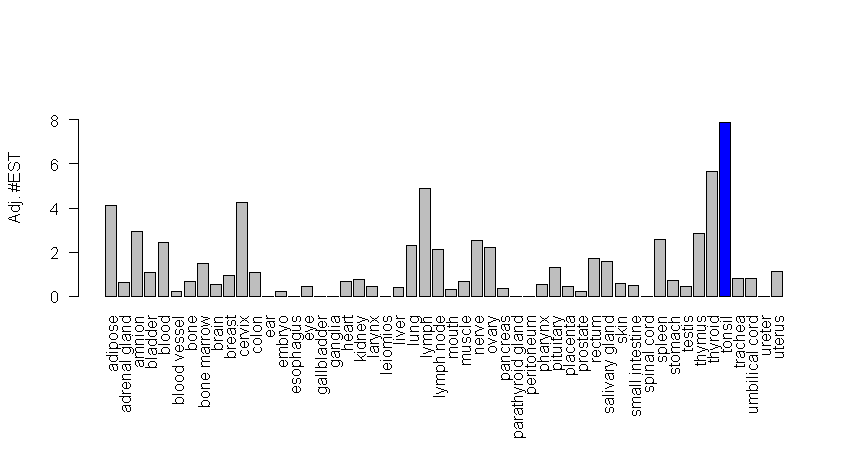 Adj. #EST
8
6
4
2
0
adipose
adrenal gland
amnion
bladder
blood
blood vessel
bone
bone marrow
brain
breast
cervix
colon
ear
embryo
esophagus
eye
gallbladder
ganglia
heart
kidney
larynx
leiomios
liver
lung
lymph
lymph node
mouth
muscle
nerve
ovary
pancreas
parathyroid gland
peritoneum
pharynx
pituitary
placenta
prostate
rectum
salivary gland
skin
small intestine
spinal cord
spleen
stomach
testis
thymus
thyroid
tonsil
trachea
umbilical cord
ureter
uterus